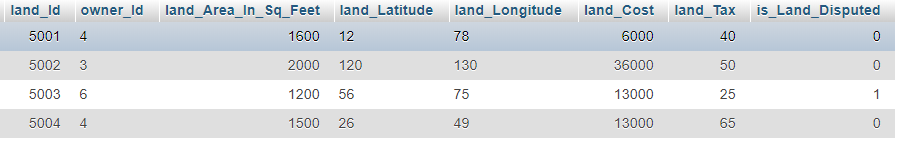 land_Id owner_Id land_Area_In_Sq_Feet land_Latitude land_Longitude land_Cost land_Tax is_Land_Disputed
5001 4 1600 12 78 6000 40 0
5002 3 2000 120 130 36000 50 0
5003 6 1200 56 75 13000 25 1
5004 4 1500 26 49 13000 65 0